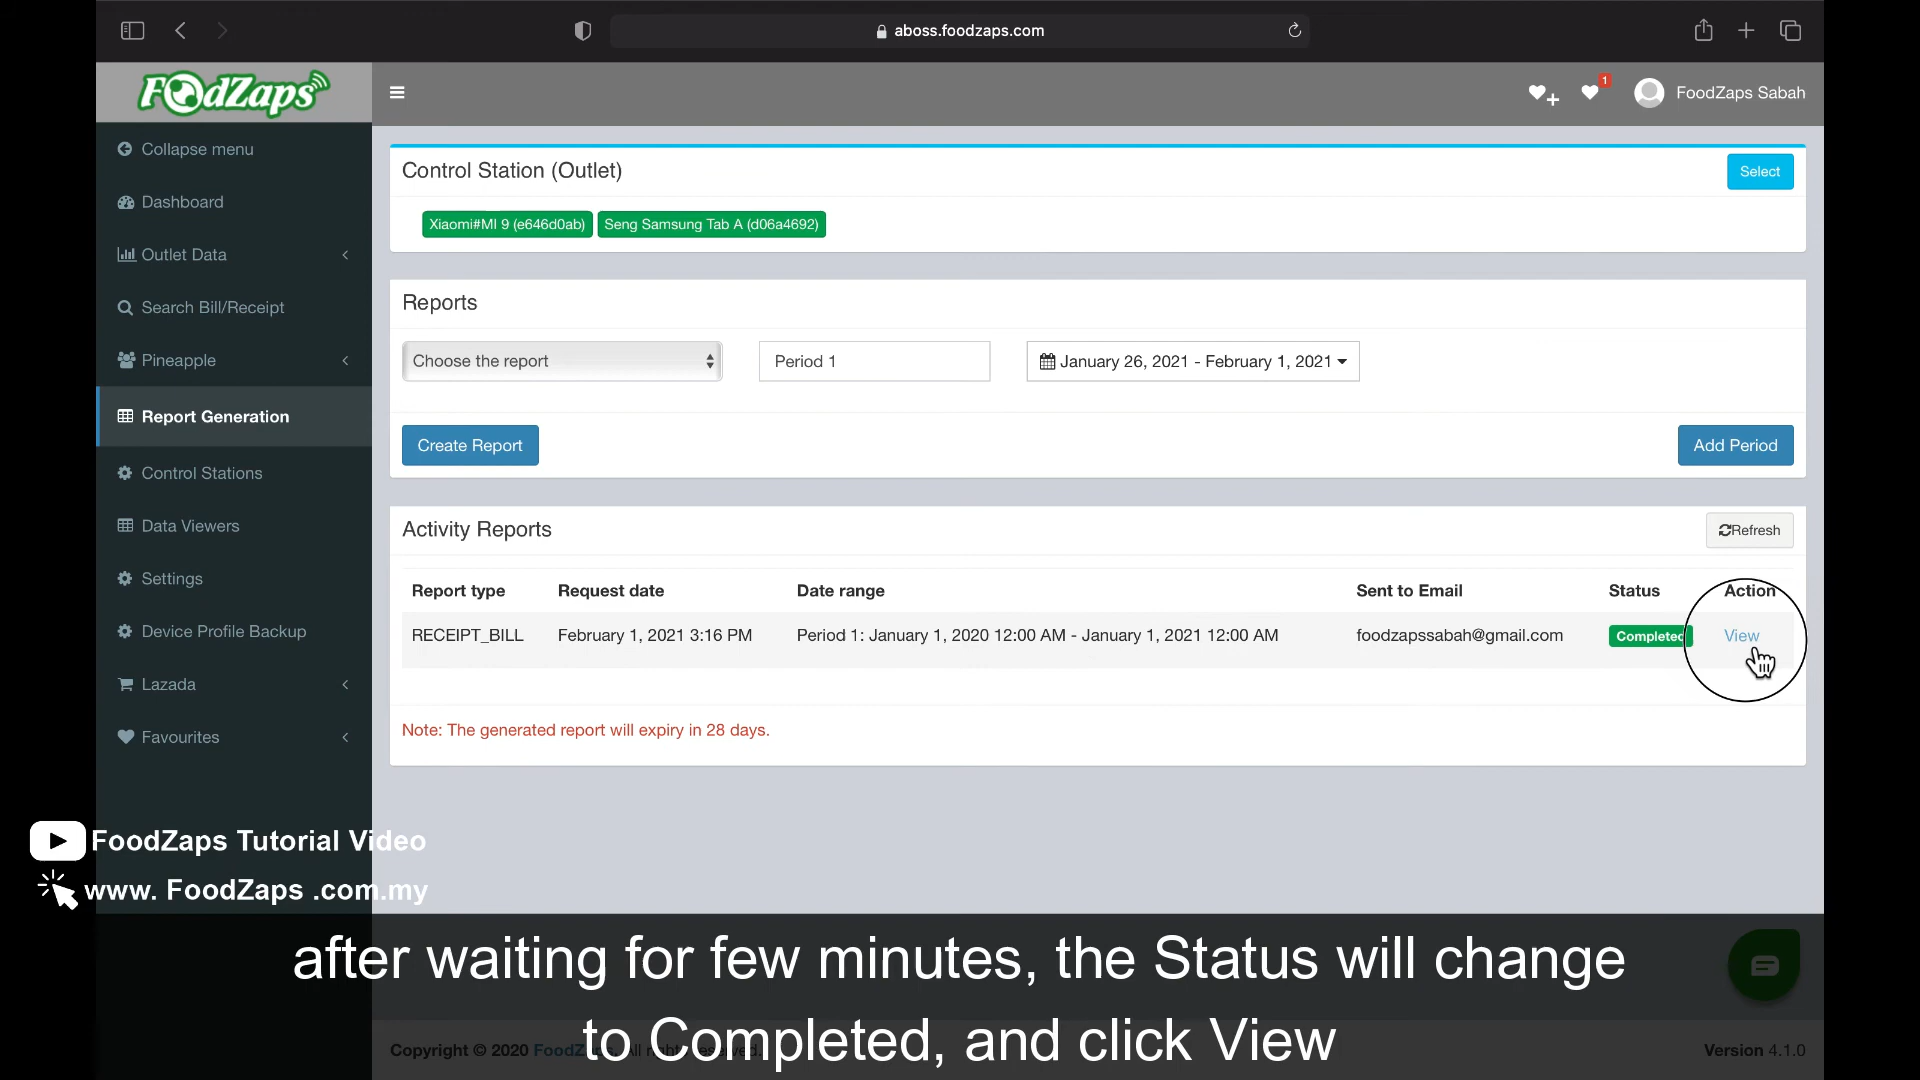 aboss.foodzaps.com
FoodZaps
1
FoodZaps Sabah
Collapse menu
Dashboard
Outlet Data
Search Bill/Receipt
Pineapple
Report Generation
Control Stations
Data Viewers
Settings
Device Profile Backup
Lazada
Favourites
Control Station (Outlet)
Select
Xiaomi#MI 9 (e646d0ab) Seng Samsung Tab A (d06a4692)
Reports
Choose the report
Period 1
January 26, 2021 - February 1, 2021
Create Report
Add Period
Activity Reports
Refresh
Report type Request date Date range Sent to Email Status Action
RECEIPT_BILL February 1, 2021 3:16 PM Period 1: January 1, 2020 12:00 AM - January 1, 2021 12:00 AM foodzapssabah@gmail.com Completed View
Note: The generated report will expiry in 28 days.
FoodZaps Tutorial Video
www. FoodZaps .com.my
after waiting for few minutes, the Status will change
to Completed, and click View
Copyright © 2020
Version 4.1.0